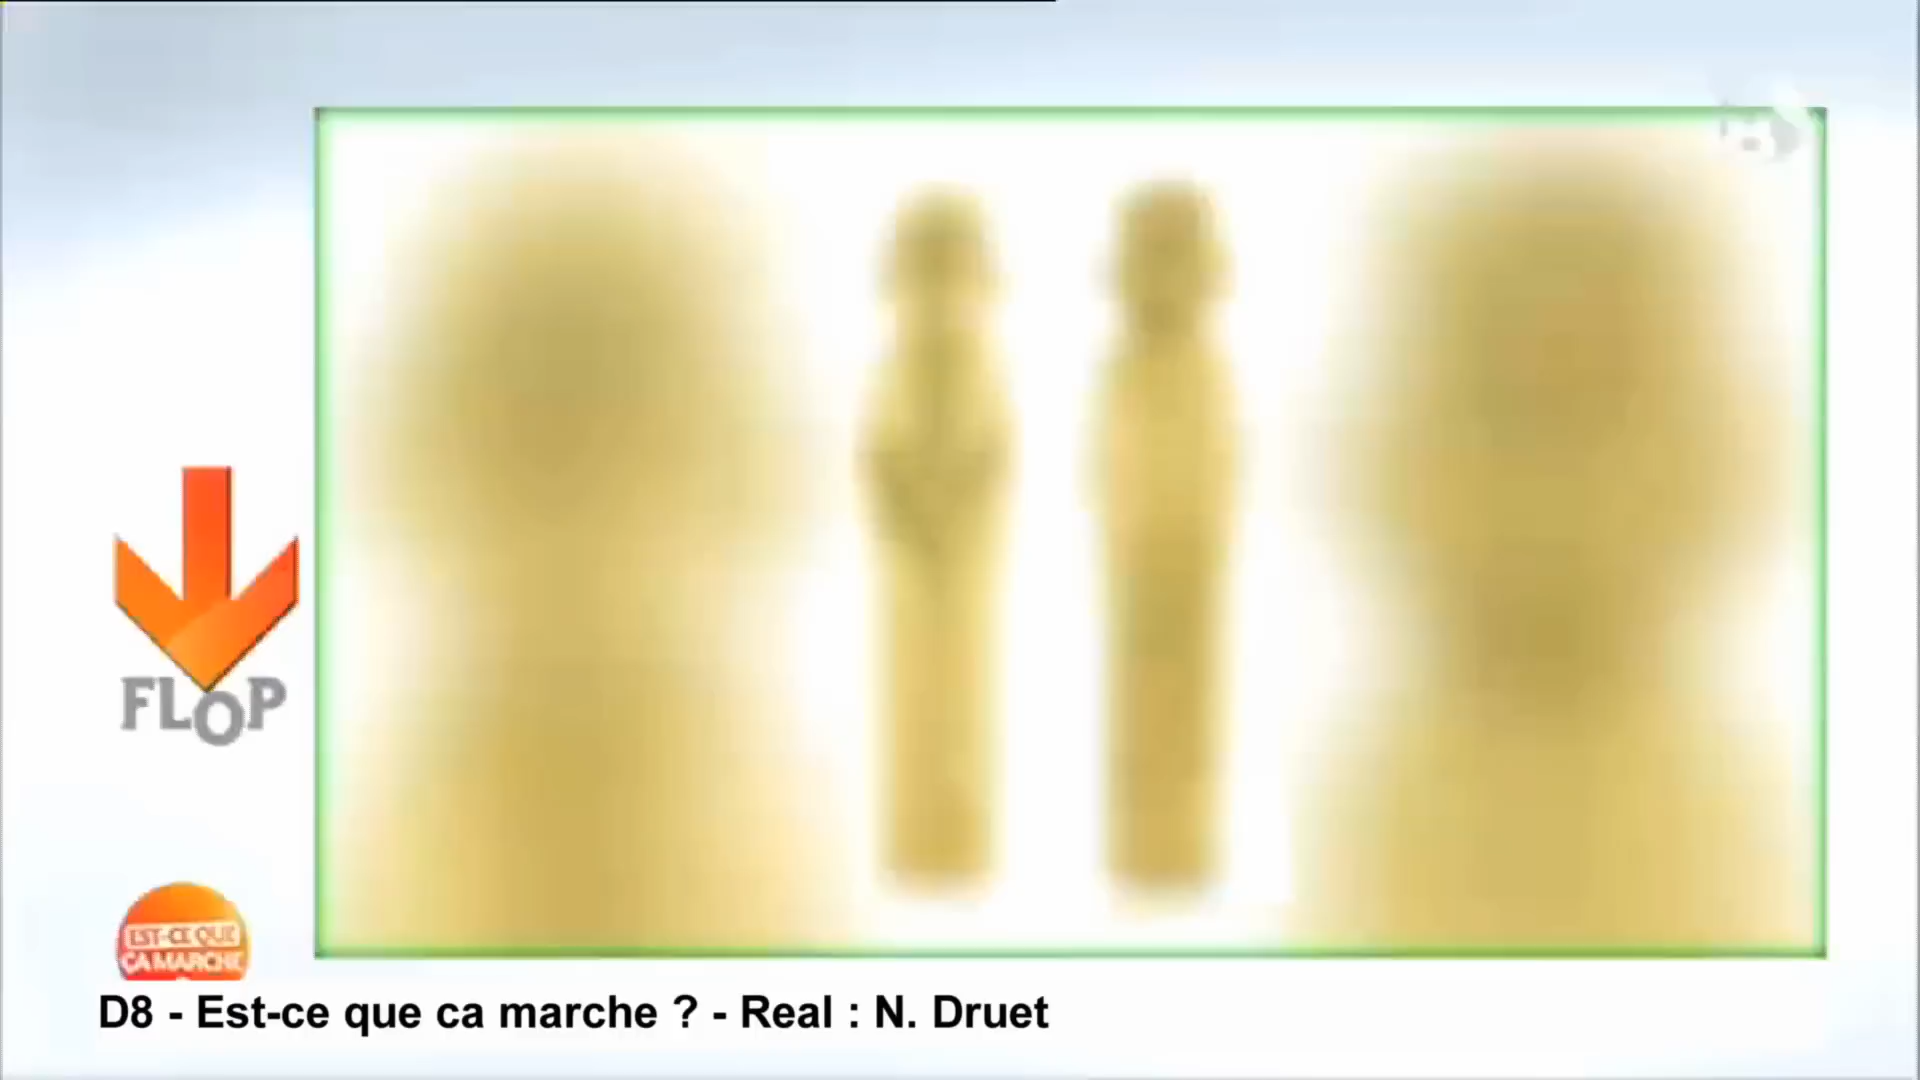 FLOP
EST-CE QUE
ÇA MARCHE
?
D8 - Est-ce que ca marche ? - Real : N. Druet